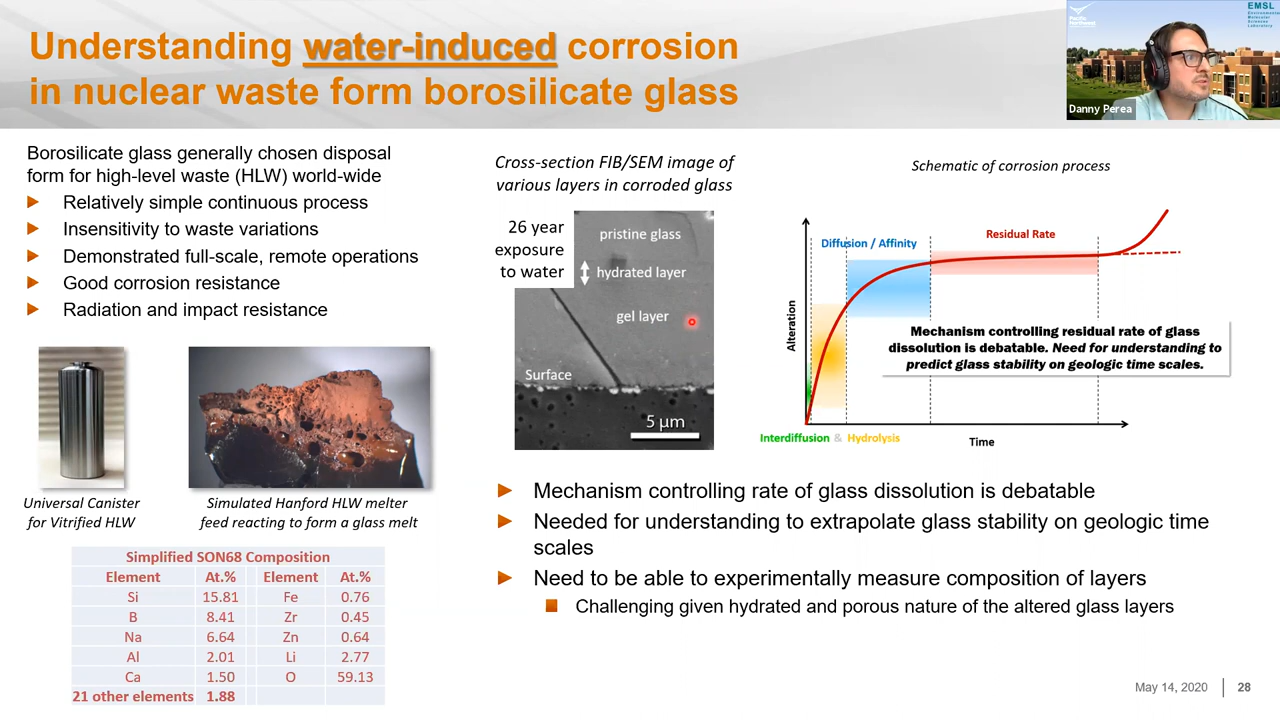 Understanding water-induced corrosion
in nuclear waste form borosilicate glass
Pacific
Northwest
EMSL
Environmental
Molecular
Sciences
Laboratory
Danny Perea
Borosilicate glass generally chosen disposal
form for high-level waste (HLW) world-wide
Relatively simple continuous process
Insensitivity to waste variations
Demonstrated full-scale, remote operations
Good corrosion resistance
Radiation and impact resistance
Universal Canister
for Vitrified HLW
Simulated Hanford HLW melter
feed reacting to form a glass melt
Simplified SON68 Composition
Element At.% Element At.%
Si 15.81 Fe 0.76
B 8.41 Zr 0.45
Na 6.64 Zn 0.64
Al 2.01 Li 2.77
Ca 1.50 O 59.13
21 other elements 1.88
Cross-section FIB/SEM image of
various layers in corroded glass
26 year
exposure
to water
pristine glass
hydrated layer
gel layer
Surface
5 µm
Schematic of corrosion process
Diffusion / Affinity
Residual Rate
Alteration
Mechanism controlling residual rate of glass
dissolution is debatable. Need for understanding to
predict glass stability on geologic time scales.
Interdiffusion & Hydrolysis
Time
Mechanism controlling rate of glass dissolution is debatable
Needed for understanding to extrapolate glass stability on geologic time
scales
Need to be able to experimentally measure composition of layers
Challenging given hydrated and porous nature of the altered glass layers
May 14, 2020 28